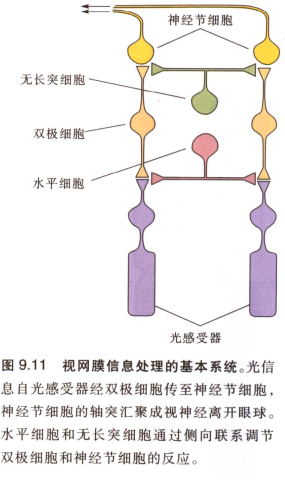 神经节细胞
无长突细胞
双极细胞
水平细胞
光感受器
图 9.11 视网膜信息处理的基本系统。光信
息自光感受器经双极细胞传至神经节细胞，
神经节细胞的轴突汇聚成视神经离开眼球。
水平细胞和无长突细胞通过侧向联系调节
双极细胞和神经节细胞的反应。